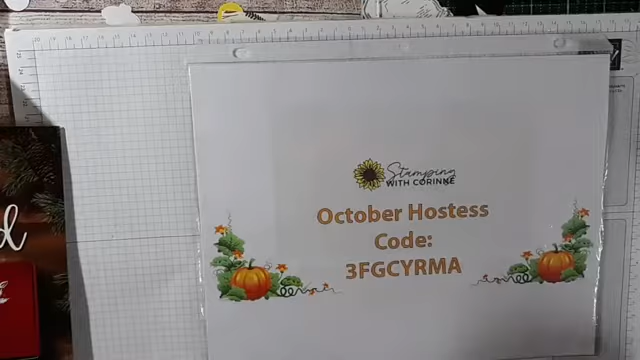 Stamping
WITH CORINNE
October Hostess
Code:
3FGCYRMA